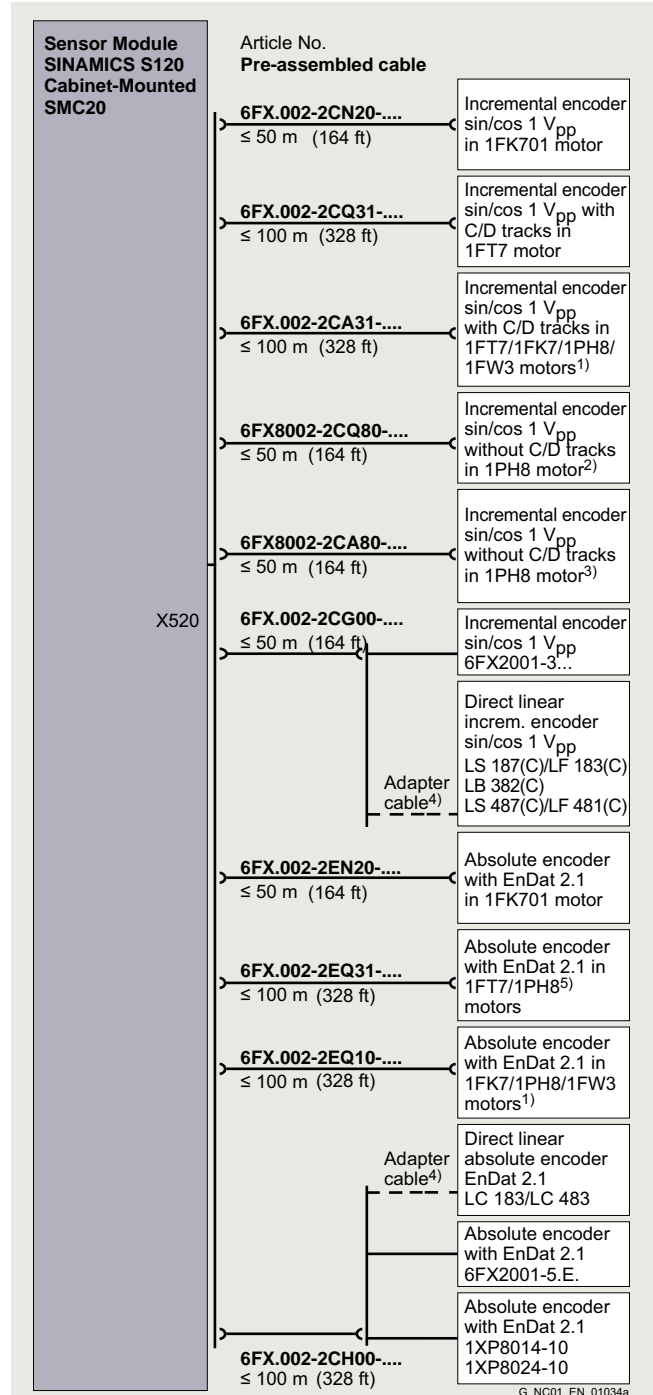 Sensor Module
SINAMICS S120
Cabinet-Mounted
SMC20
Article No.
Pre-assembled cable
6FX.002-2CN20-....
≤ 50 m (164 ft)
Incremental encoder
sin/cos 1 Vpp
in 1FK701 motor
6FX.002-2CQ31-....
≤ 100 m (328 ft)
Incremental encoder
sin/cos 1 Vpp with
C/D tracks in
1FT7 motor
6FX.002-2CA31-....
≤ 100 m (328 ft)
Incremental encoder
sin/cos 1 Vpp
with C/D tracks in
1FT7/1FK7/1PH8/
1FW3 motors1)
6FX8002-2CQ80-....
≤ 50 m (164 ft)
Incremental encoder
sin/cos 1 Vpp
without C/D tracks
in 1PH8 motor2)
6FX8002-2CA80-....
≤ 50 m (164 ft)
Incremental encoder
sin/cos 1 Vpp
without C/D tracks
in 1PH8 motor3)
X520
6FX.002-2CG00-....
≤ 50 m (164 ft)
Incremental encoder
sin/cos 1 Vpp
6FX2001-3...
Adapter
cable4)
Direct linear
increm. encoder
sin/cos 1 Vpp
LS 187(C)/LF 183(C)
LB 382(C)
LS 487(C)/LF 481(C)
6FX.002-2EN20-....
≤ 50 m (164 ft)
Absolute encoder
with EnDat 2.1
in 1FK701 motor
6FX.002-2EQ31-....
≤ 100 m (328 ft)
Absolute encoder
with EnDat 2.1 in
1FT7/1PH85)
motors
6FX.002-2EQ10-....
≤ 100 m (328 ft)
Absolute encoder
with EnDat 2.1 in
1FK7/1PH8/1FW3
motors1)
Adapter
cable4)
Direct linear
absolute encoder
EnDat 2.1
LC 183/LC 483
Absolute encoder
with EnDat 2.1
6FX2001-5.E.
6FX.002-2CH00-....
≤ 100 m (328 ft)
Absolute encoder
with EnDat 2.1
1XP8014-10
1XP8024-10
G_NC01_EN_01034a